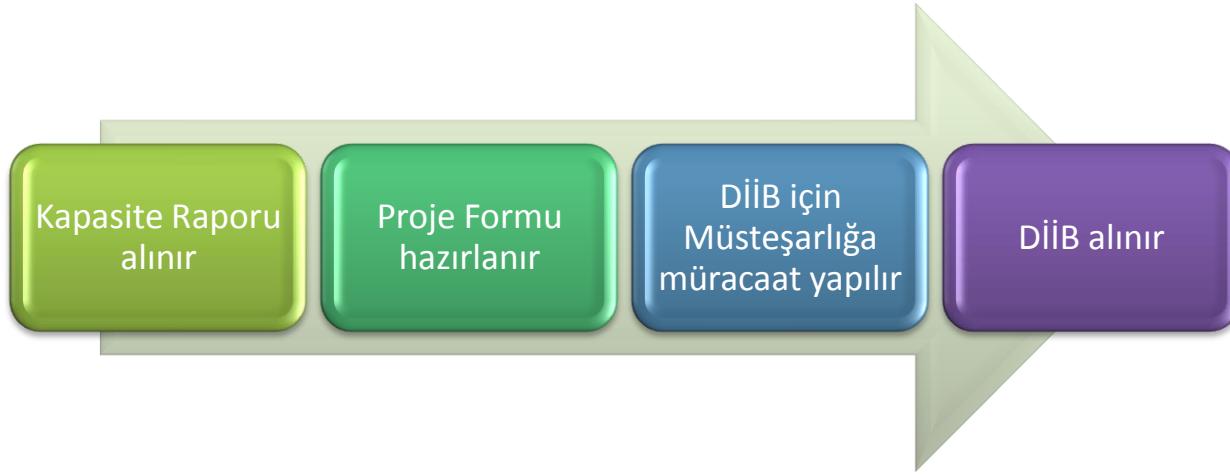 Kapasite Raporu
alınır
Proje Formu
hazırlanır
DİİB için
Müsteşarlığa
müracaat yapılır
DİİB alınır